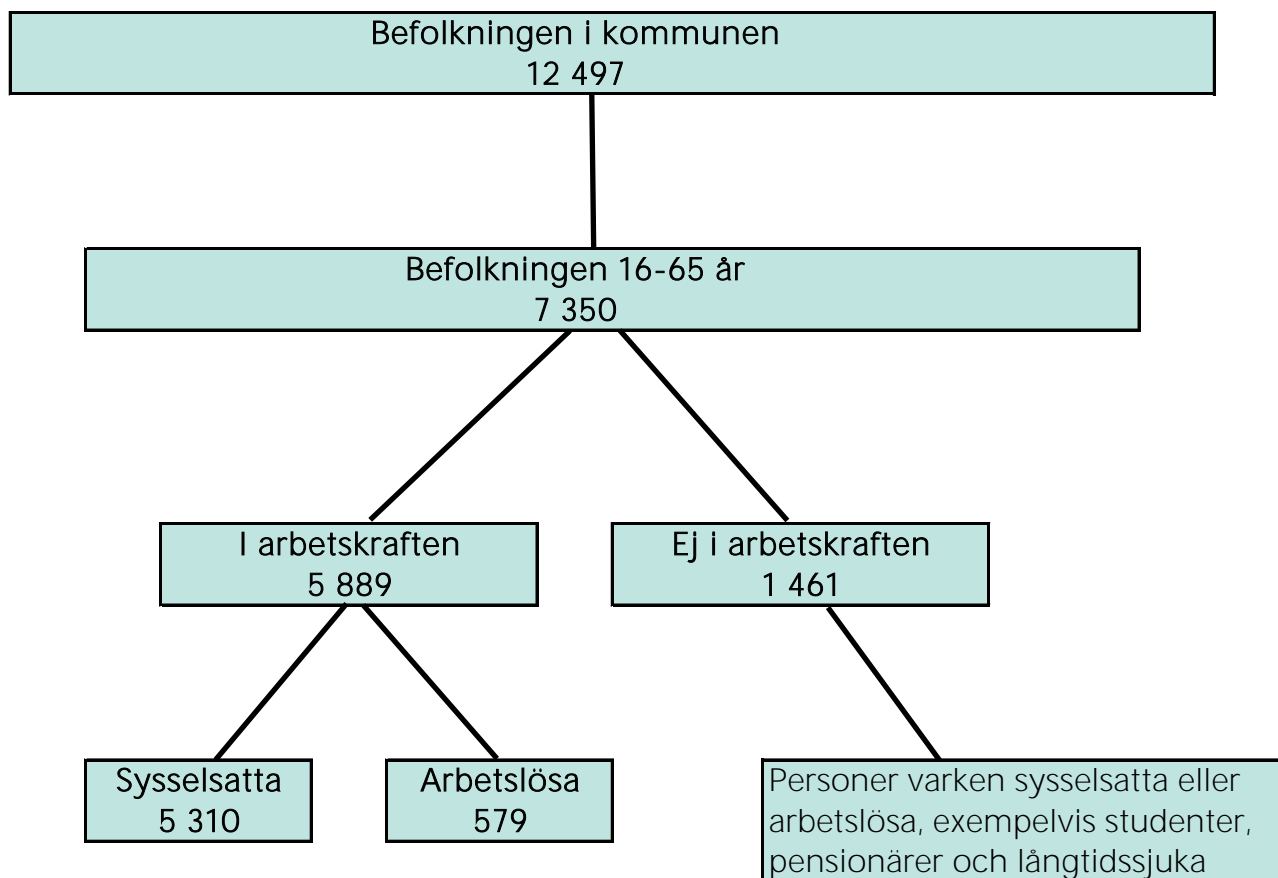 Befolkningen i kommunen
12 497
Befolkningen 16-65 år
7 350
I arbetskraften
5 889
Ej i arbetskraften
1 461
Sysselsatta
5 310
Arbetslösa
579
Personer varken sysselsatta eller
arbetslösa, exempelvis studenter,
pensionärer och långtidssjuka